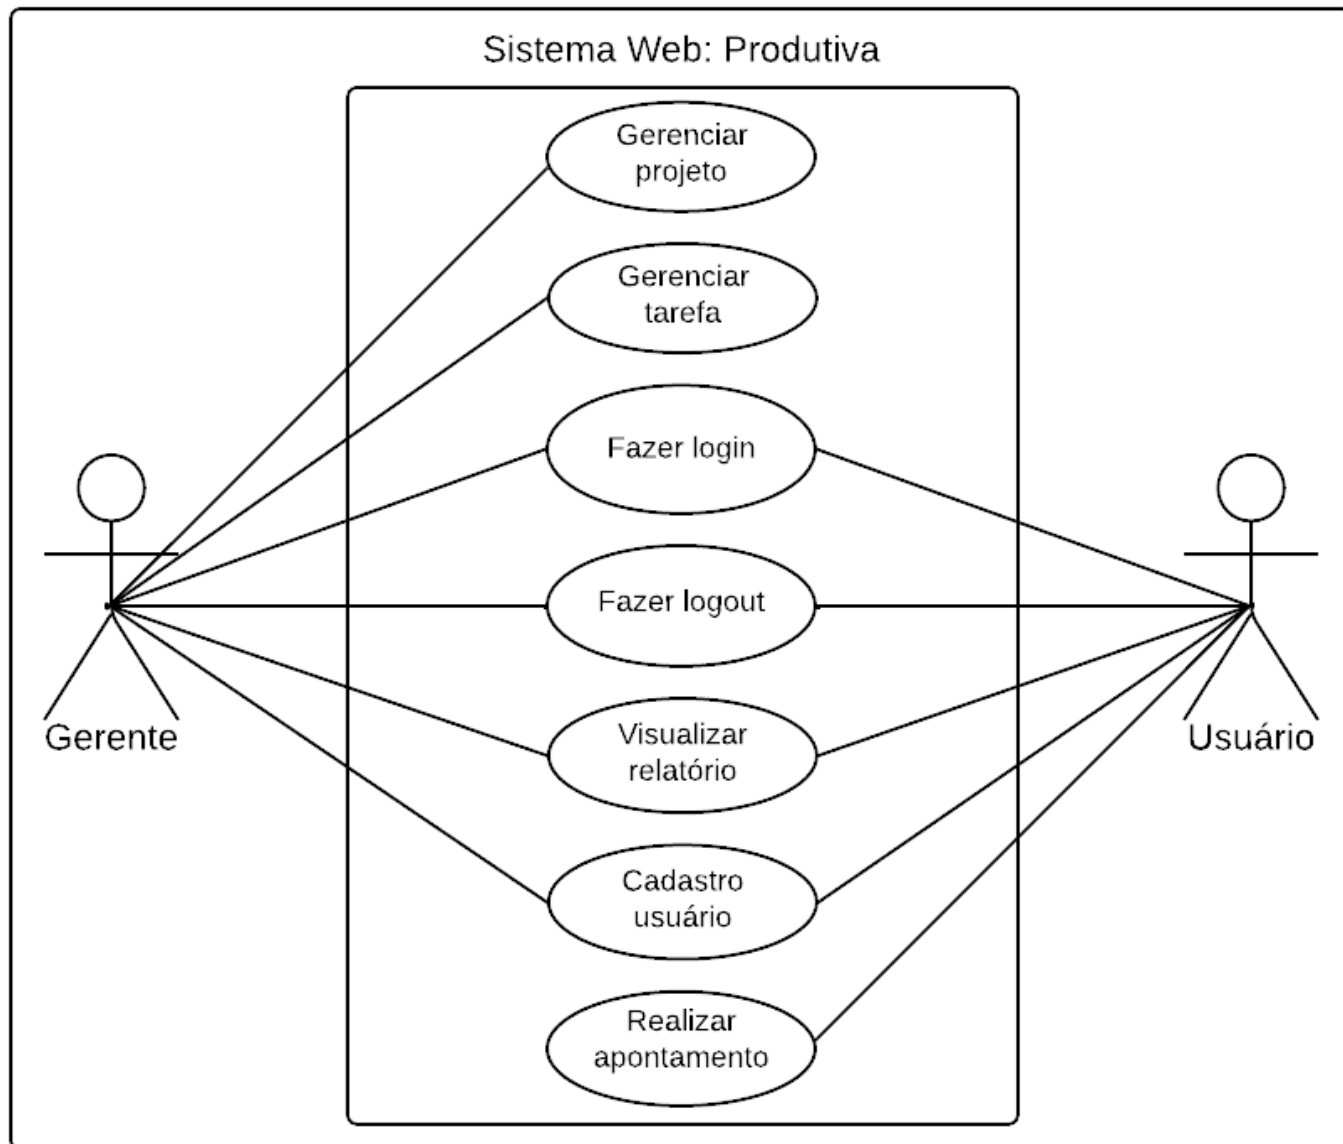 Sistema Web: Produtiva
Gerenciar
projeto
Gerenciar
tarefa
Fazer login
Fazer logout
Gerente
Visualizar
relatório
Usuário
Cadastro
usuário
Realizar
apontamento